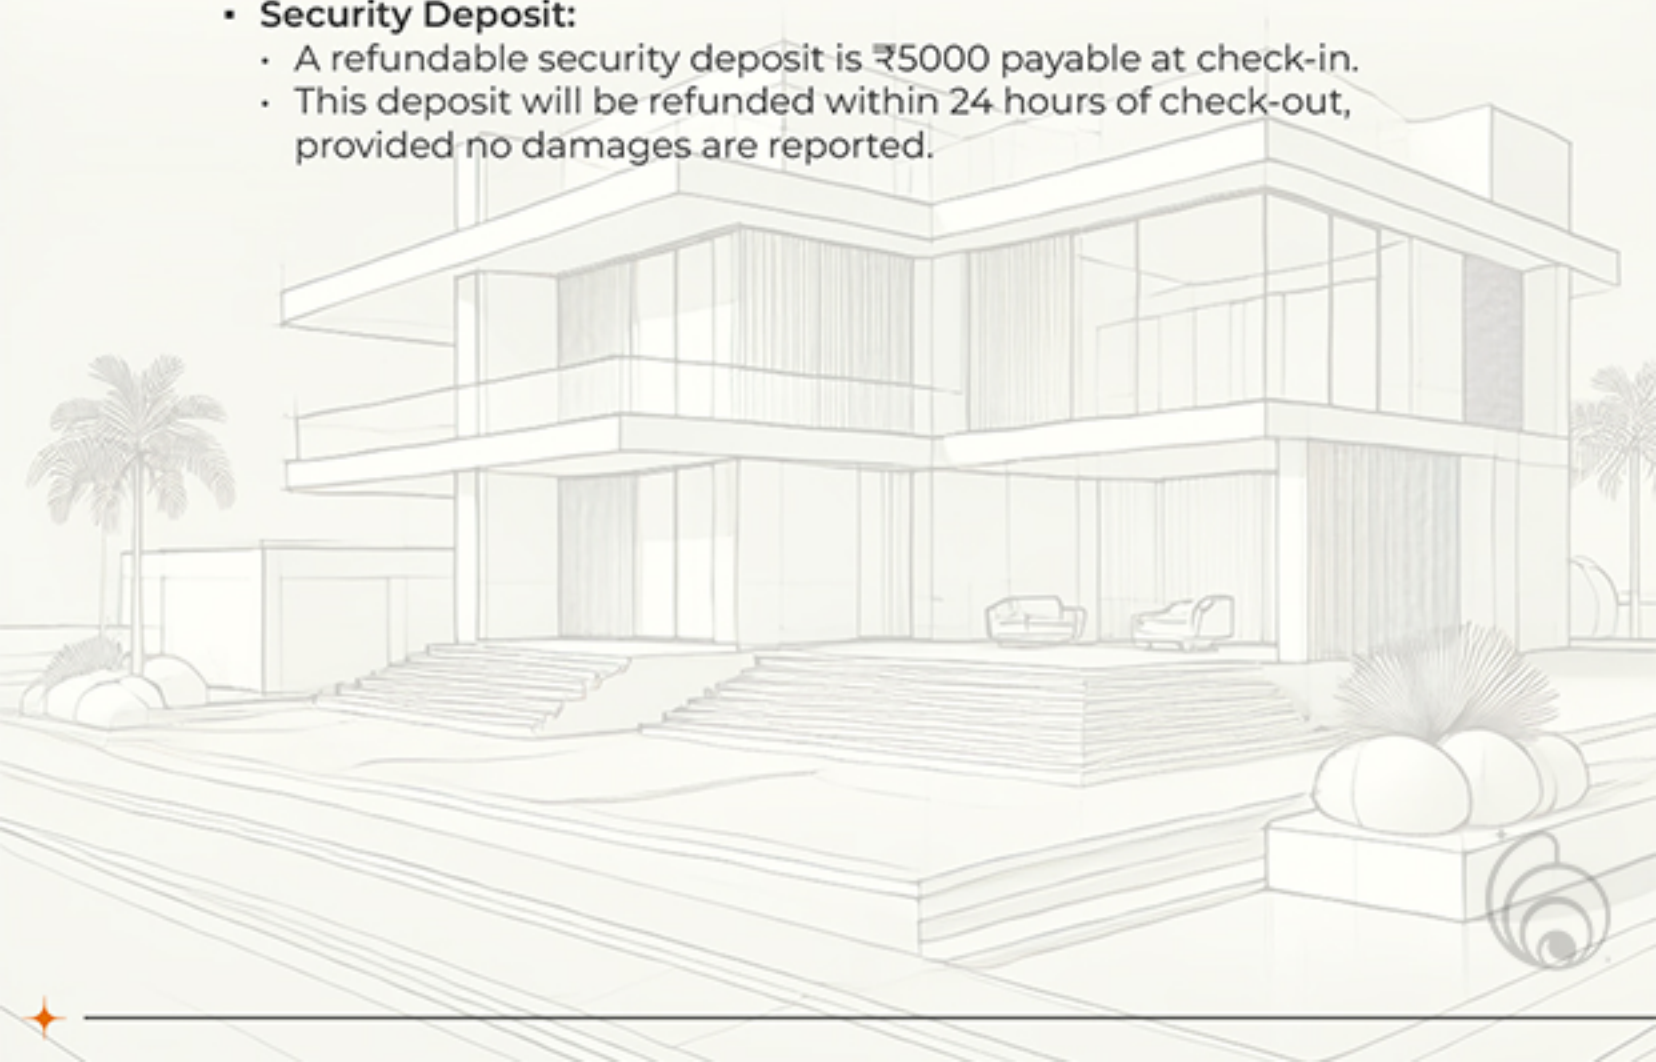 ▪ Security Deposit:
• A refundable security deposit is ₹5000 payable at check-in.
• This deposit will be refunded within 24 hours of check-out,
provided no damages are reported.